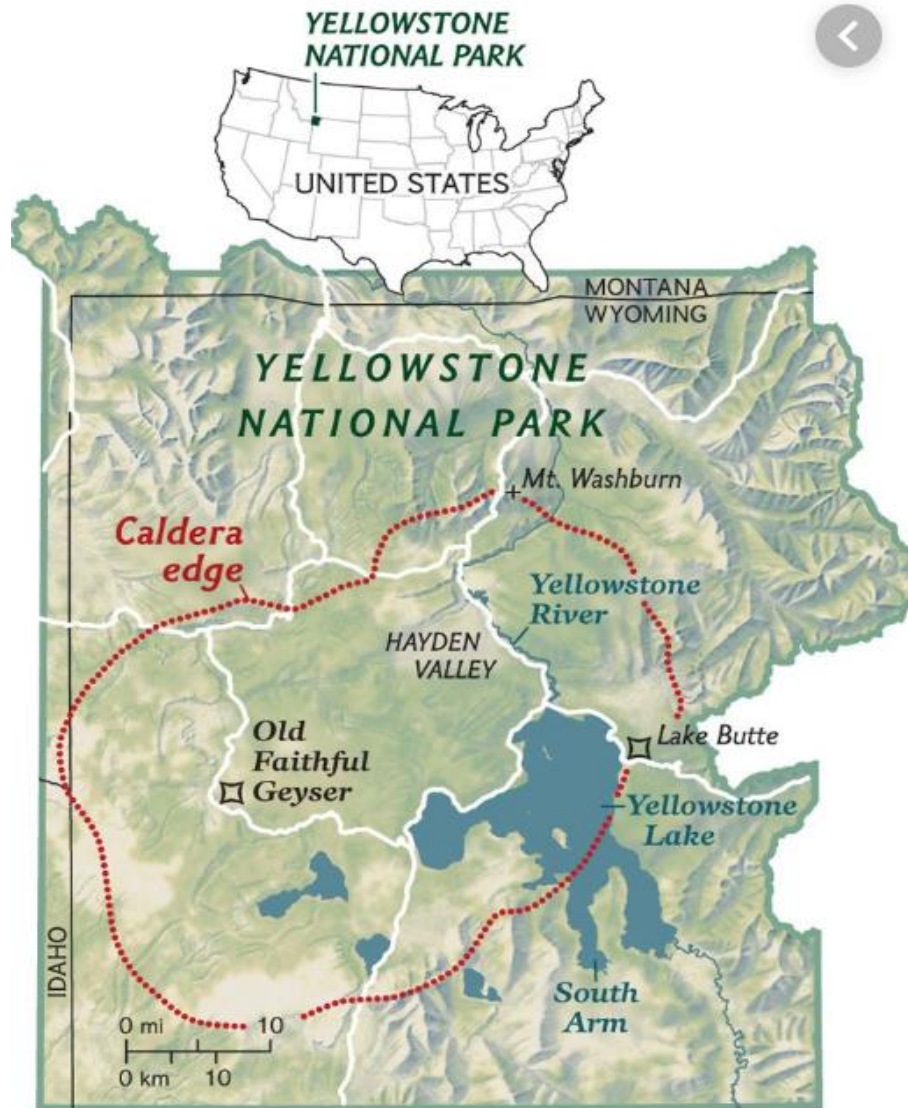 YELLOWSTONE
NATIONAL PARK
UNITED STATES
MONTANA
WYOMING
YELLOWSTONE
NATIONAL PARK
Mt. Washburn
Caldera
edge
Yellowstone
River
HAYDEN
VALLEY
Old
Faithful
Geyser
Lake Butte
Yellowstone
Lake
IDAHO
South
Arm
0 mi 10
0 km 10